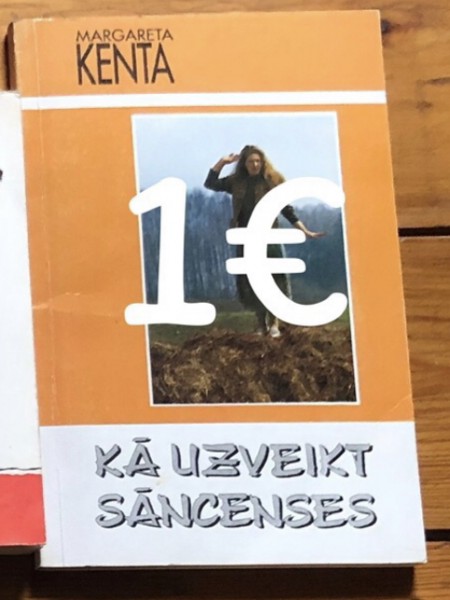 MARGARETA
KENTA
1€
KĀ UZVEIKT
SĀNCENSES